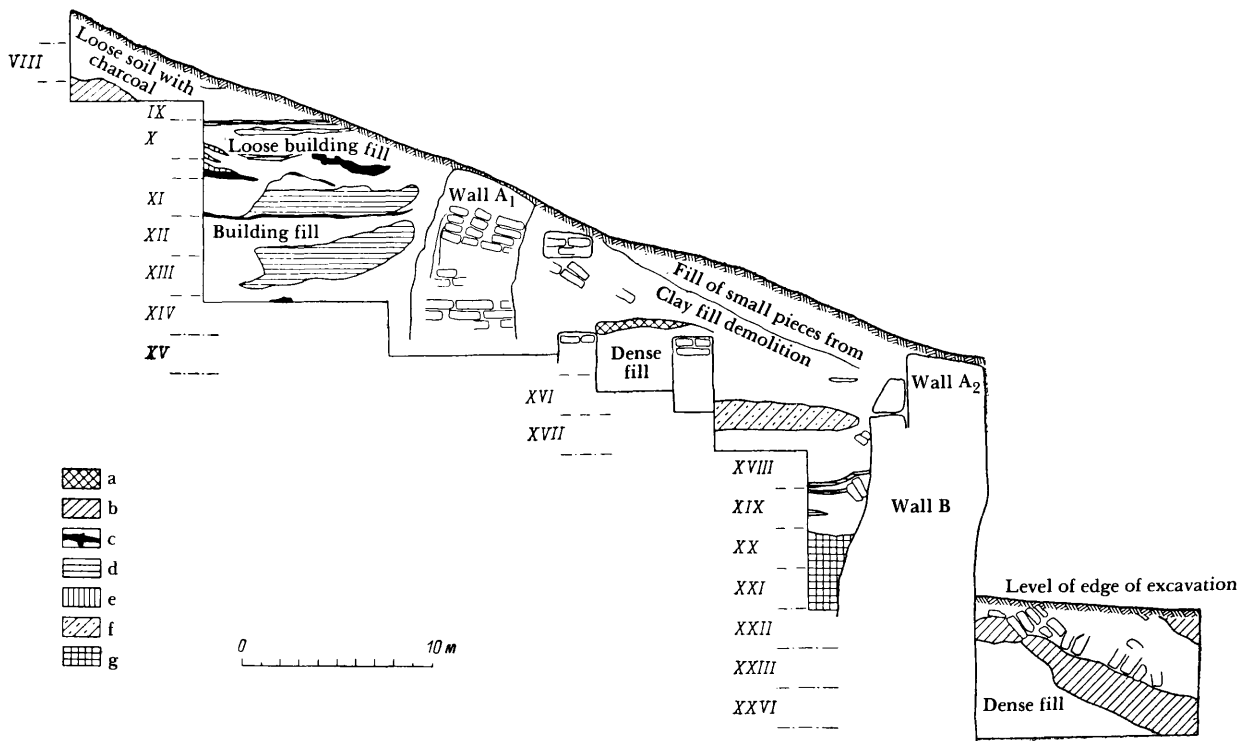 VIII
Loose soil with
charcoal
IX
X
Loose building fill
XI
Wall A₁
XII
Building fill
XIII
XIV
XV
Fill of small pieces from
Clay fill demolition
Dense
fill
Wall A₂
XVI
XVII
XVIII
XIX
Wall B
XX
XXI
XXII
XXIII
XXVI
Level of edge of excavation
Dense fill
a
b
c
d
e
f
g
0 10 м